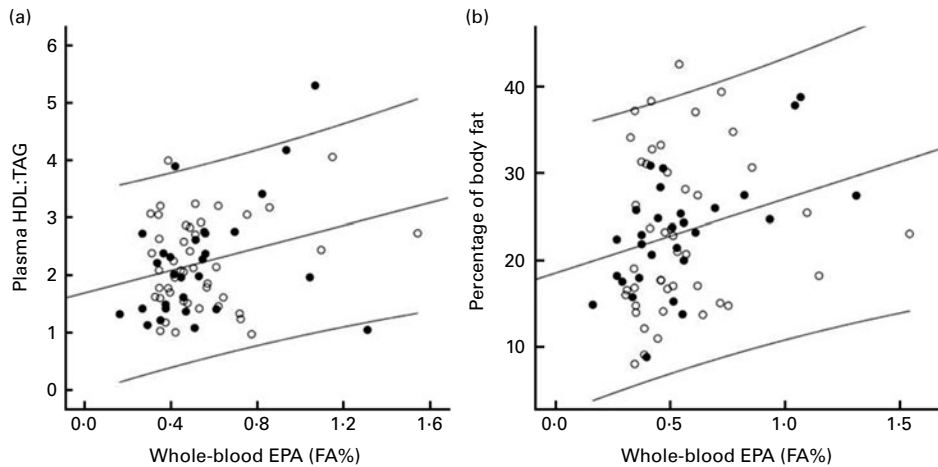 (a)
6
5
4
3
2
1
0
Plasma HDL:TAG
0·0 0·4 0·8 1·2 1·6
Whole-blood EPA (FA%)
(b)
40
30
20
10
Percentage of body fat
0·0 0·5 1·0 1·5
Whole-blood EPA (FA%)